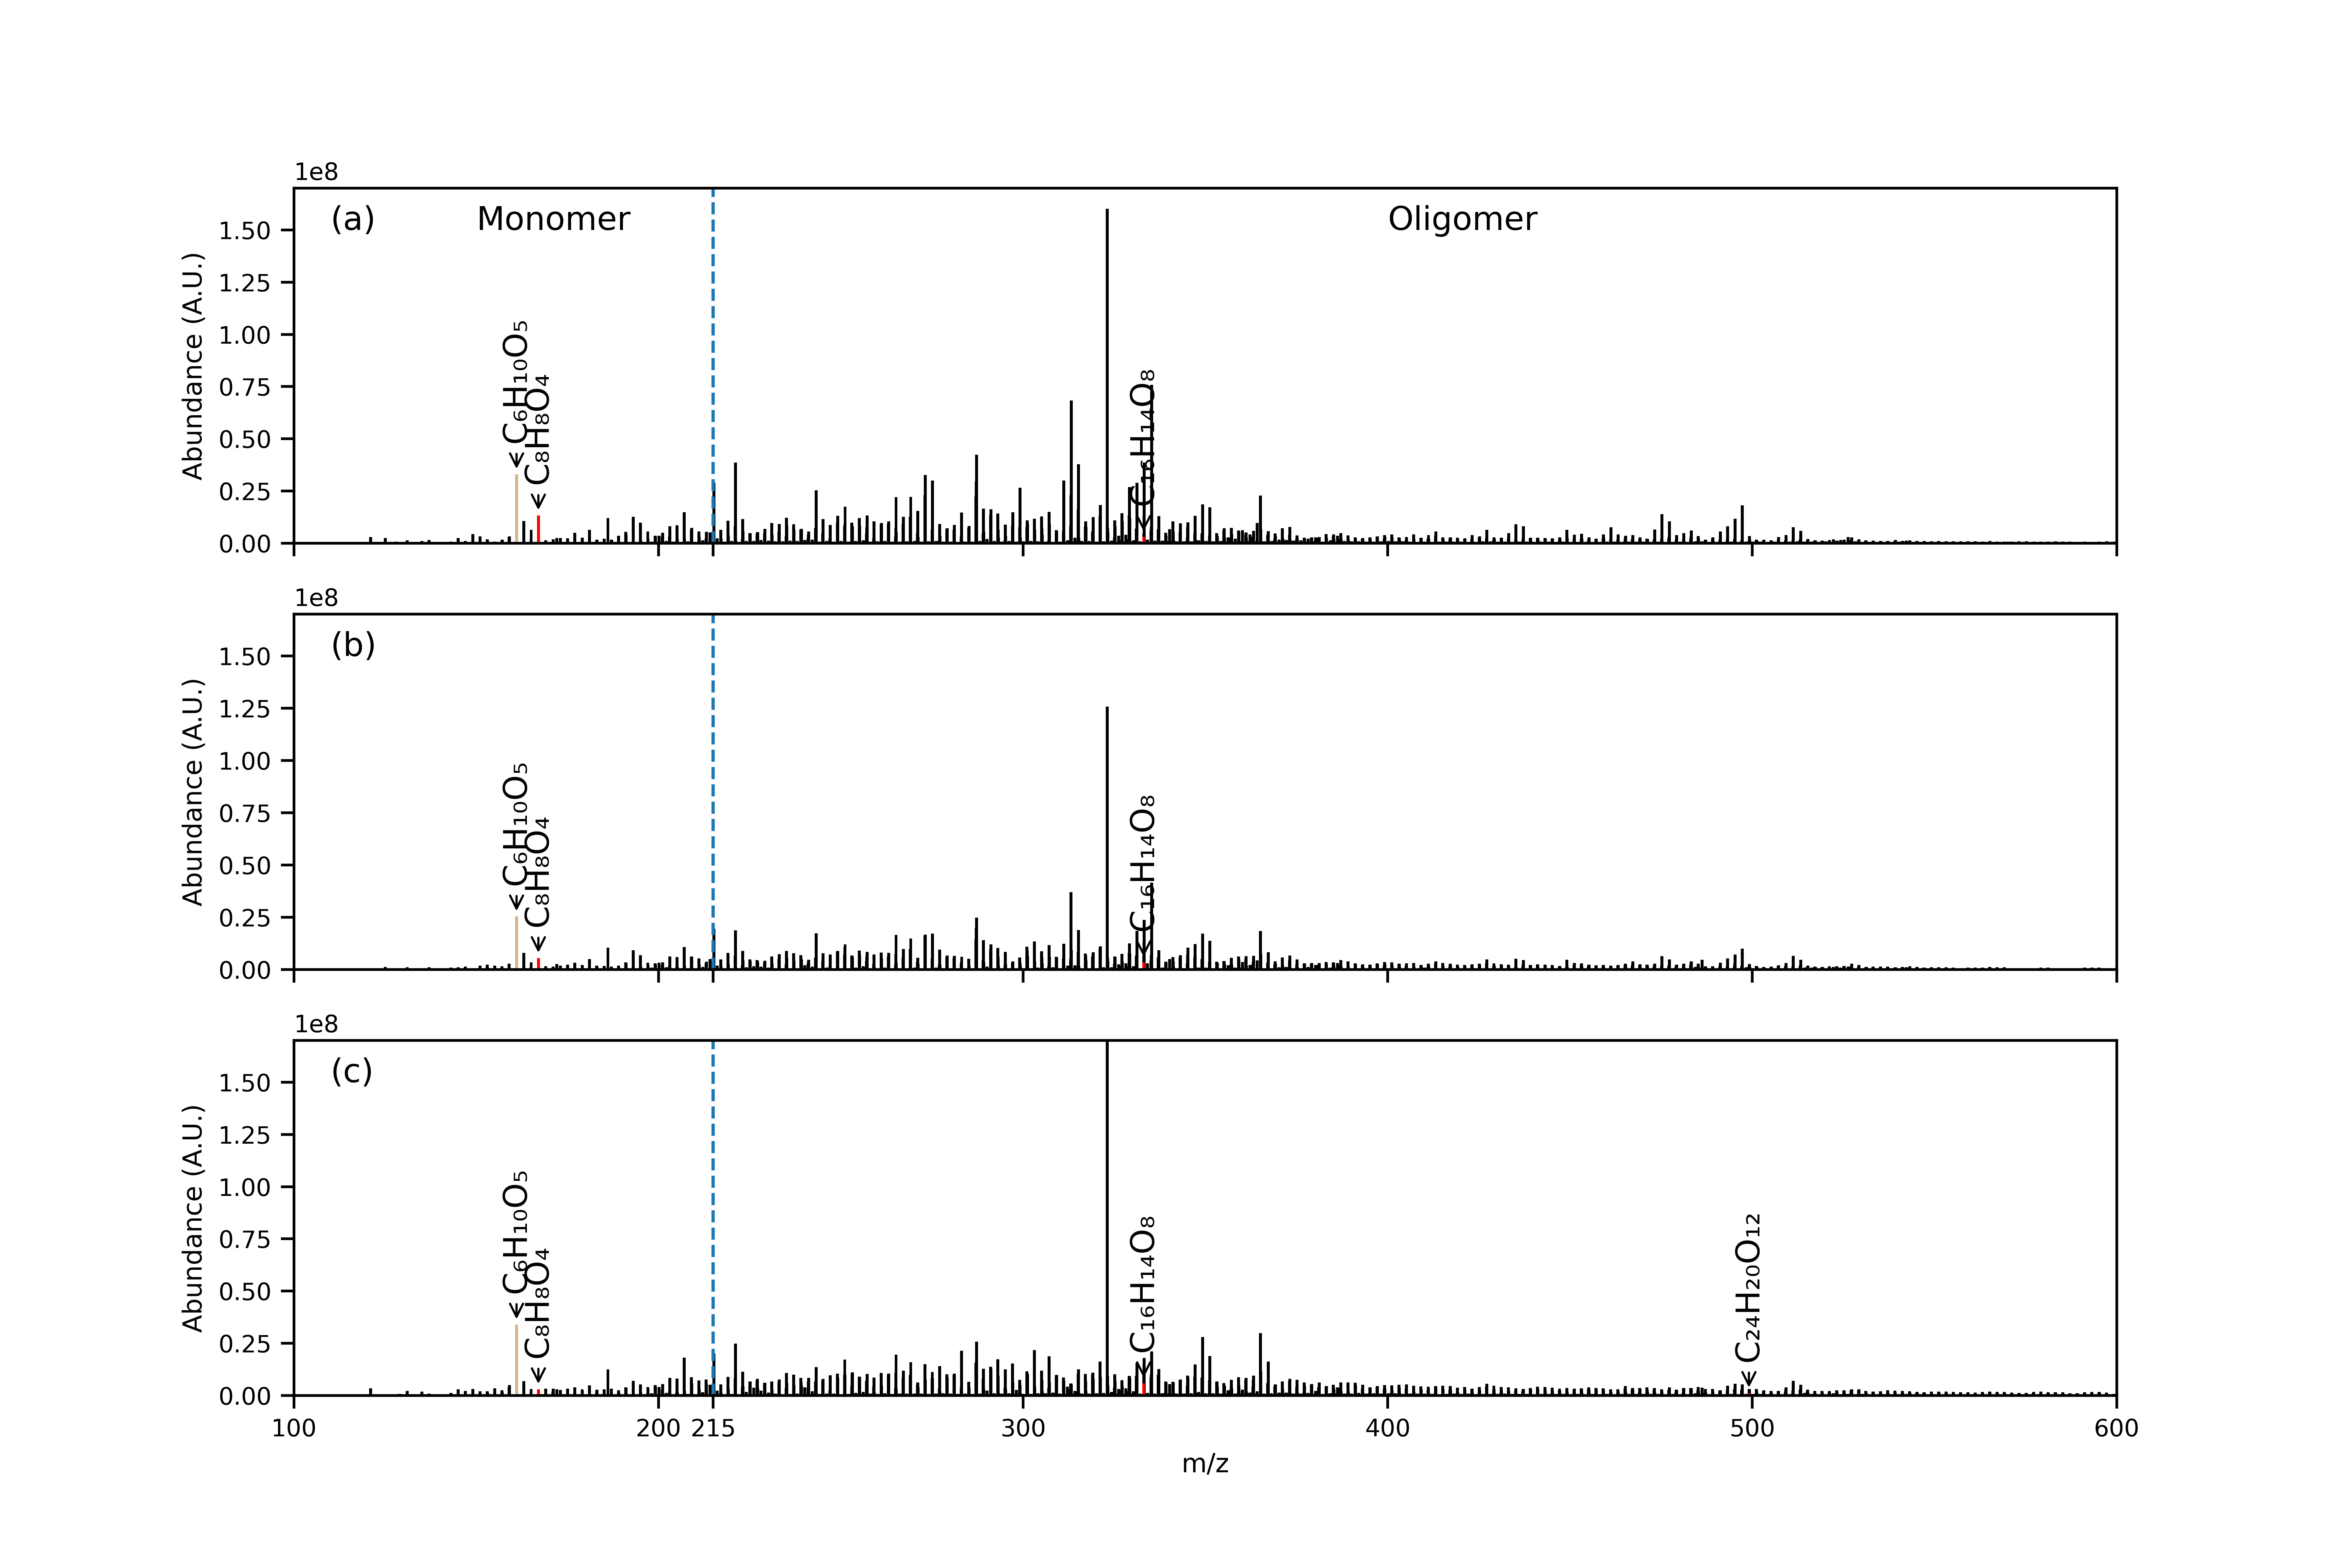 1e8
(a)
Monomer
Oligomer
Abundance (A.U.)
1.50
1.25
1.00
0.75
0.50
0.25
0.00
C₆H₁₀O₅
C₈H₈O₄
C₁₆H₁₄O₈
1e8
(b)
Abundance (A.U.)
1.50
1.25
1.00
0.75
0.50
0.25
0.00
C₆H₁₀O₅
C₈H₈O₄
C₁₆H₁₄O₈
1e8
(c)
Abundance (A.U.)
1.50
1.25
1.00
0.75
0.50
0.25
0.00
C₆H₁₀O₅
C₈H₈O₄
C₁₆H₁₄O₈
C₂₄H₂₀O₁₂
100 200 215 300 400 500 600
m/z